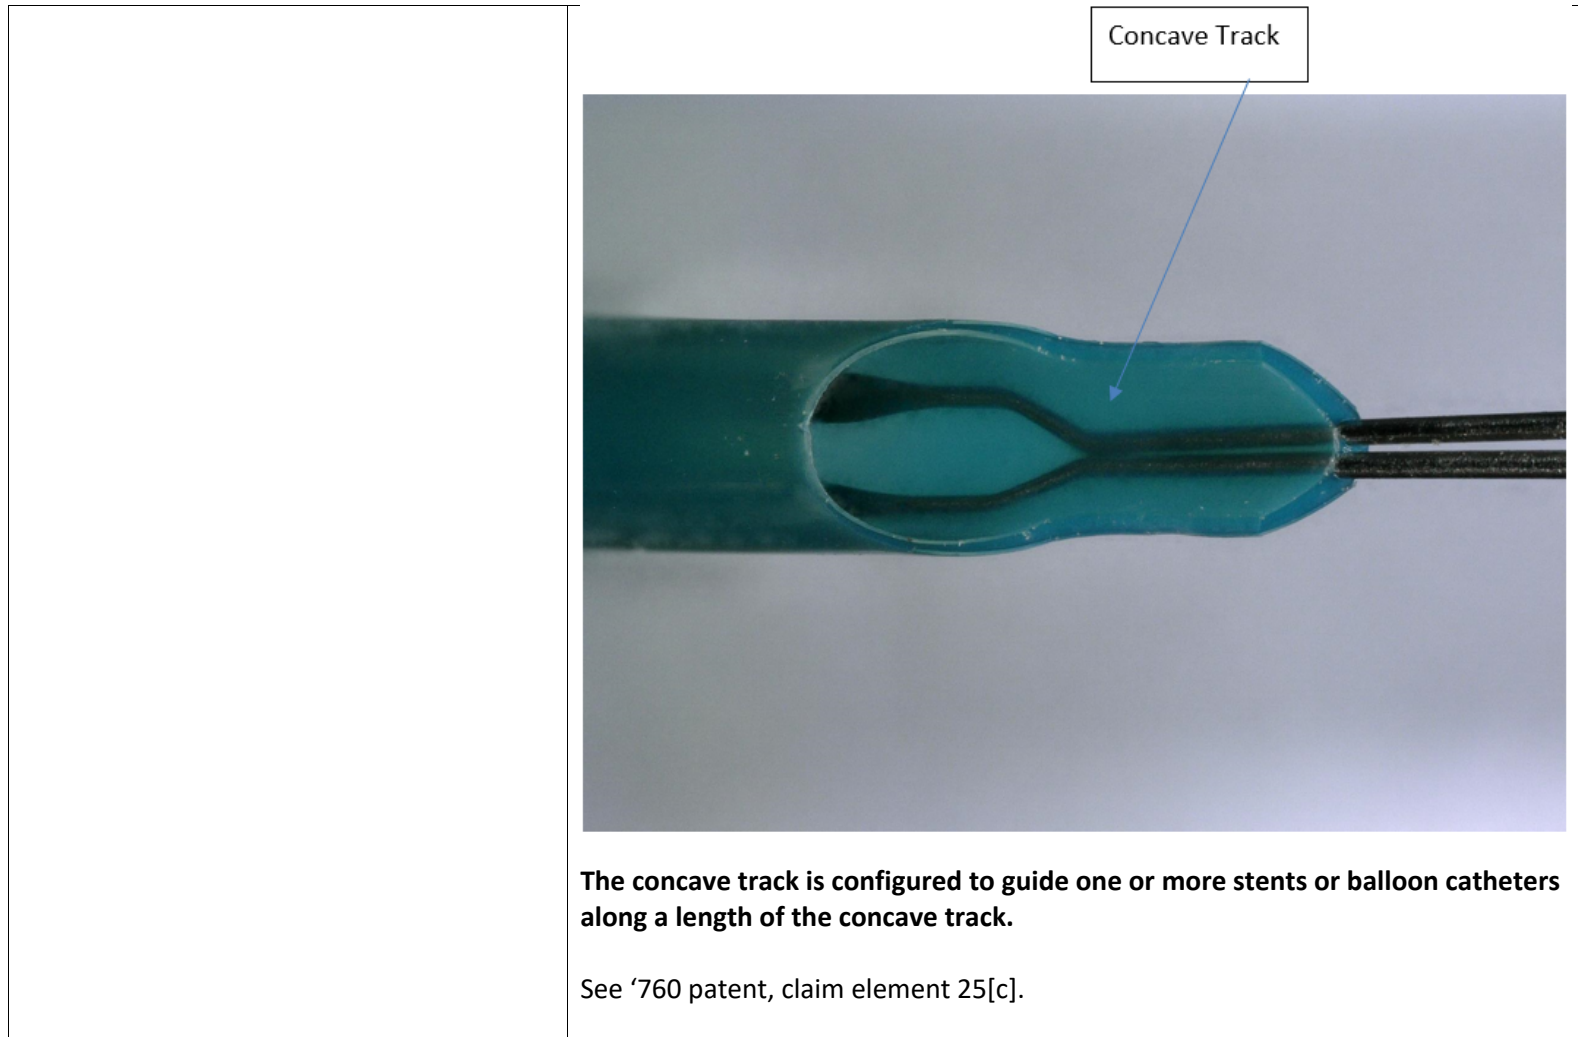 Concave Track
The concave track is configured to guide one or more stents or balloon catheters
along a length of the concave track.
See ‘760 patent, claim element 25[c].